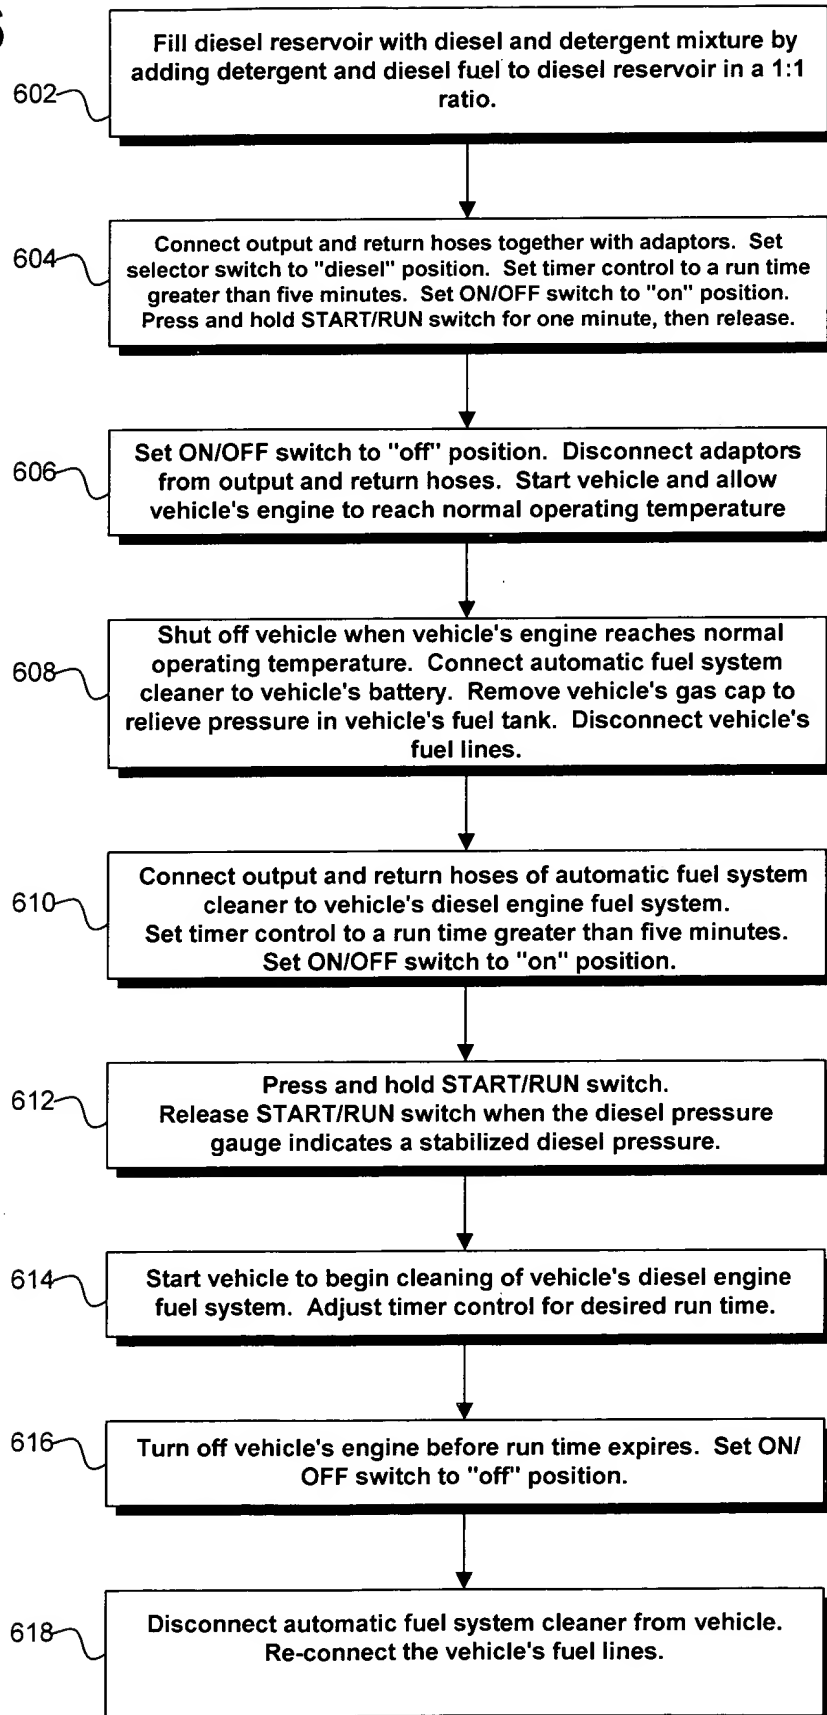 6
Fill diesel reservoir with diesel and detergent mixture by
adding detergent and diesel fuel to diesel reservoir in a 1:1
ratio.
602
Connect output and return hoses together with adaptors. Set
selector switch to "diesel" position. Set timer control to a run time
greater than five minutes. Set ON/OFF switch to "on" position.
Press and hold START/RUN switch for one minute, then release.
604
Set ON/OFF switch to "off" position. Disconnect adaptors
from output and return hoses. Start vehicle and allow
vehicle's engine to reach normal operating temperature
606
Shut off vehicle when vehicle's engine reaches normal
operating temperature. Connect automatic fuel system
cleaner to vehicle's battery. Remove vehicle's gas cap to
relieve pressure in vehicle's fuel tank. Disconnect vehicle's
fuel lines.
608
Connect output and return hoses of automatic fuel system
cleaner to vehicle's diesel engine fuel system.
Set timer control to a run time greater than five minutes.
Set ON/OFF switch to "on" position.
610
Press and hold START/RUN switch.
Release START/RUN switch when the diesel pressure
gauge indicates a stabilized diesel pressure.
612
Start vehicle to begin cleaning of vehicle's diesel engine
fuel system. Adjust timer control for desired run time.
614
Turn off vehicle's engine before run time expires. Set ON/
OFF switch to "off" position.
616
Disconnect automatic fuel system cleaner from vehicle.
Re-connect the vehicle's fuel lines.
618